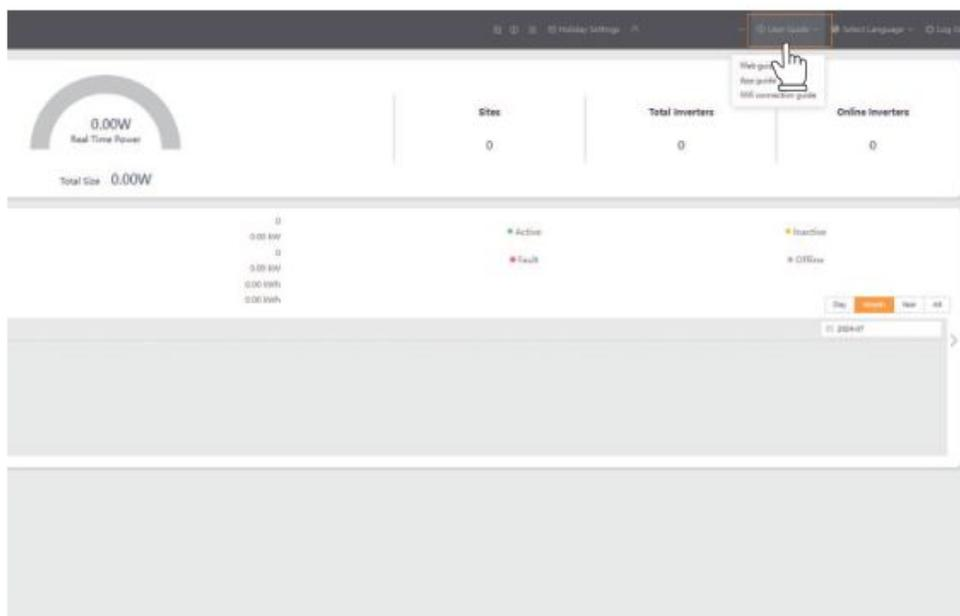 Holiday Settings
User Guide
Select Language
Log
Web
App guide
Wifi connection guide
0.00W
Real Time Power
Total Size 0.00W
Sites
0
Total Inverters
0
Online Inverters
0
0
0.00 kW
0
0.00 kW
0.00 kWh
0.00 kWh
Active
Inactive
Fault
Offline
Day Month Year All
2024-07